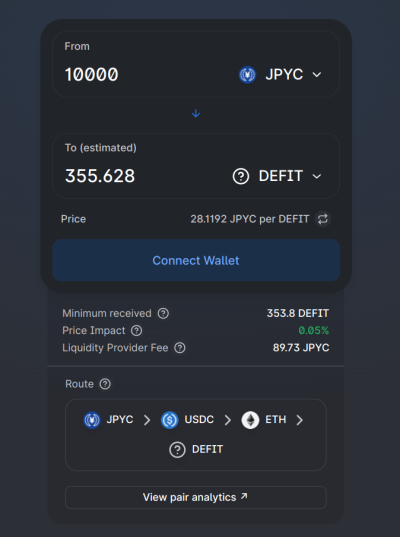 From
10000 JPYC
To (estimated)
355.628 DEFIT
Price 28.1192 JPYC per DEFIT
Connect Wallet
Minimum received 353.8 DEFIT
Price Impact 0.05%
Liquidity Provider Fee 89.73 JPYC
Route
JPYC USDC ETH
DEFIT
View pair analytics ↗